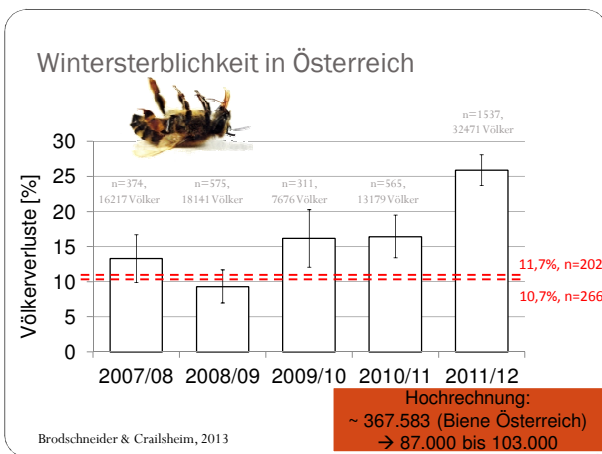 Wintersterblichkeit in Österreich
n=1537,
32471 Völker
n=374,
16217 Völker
n=575,
18141 Völker
n=311,
7676 Völker
n=565,
13179 Völker
Völkerverluste [%]
30
25
20
15
10
5
0
11,7%, n=202
10,7%, n=266
2007/08 2008/09 2009/10 2010/11 2011/12
Hochrechnung:
~ 367.583 (Biene Österreich)
→ 87.000 bis 103.000
Brodschneider & Crailsheim, 2013